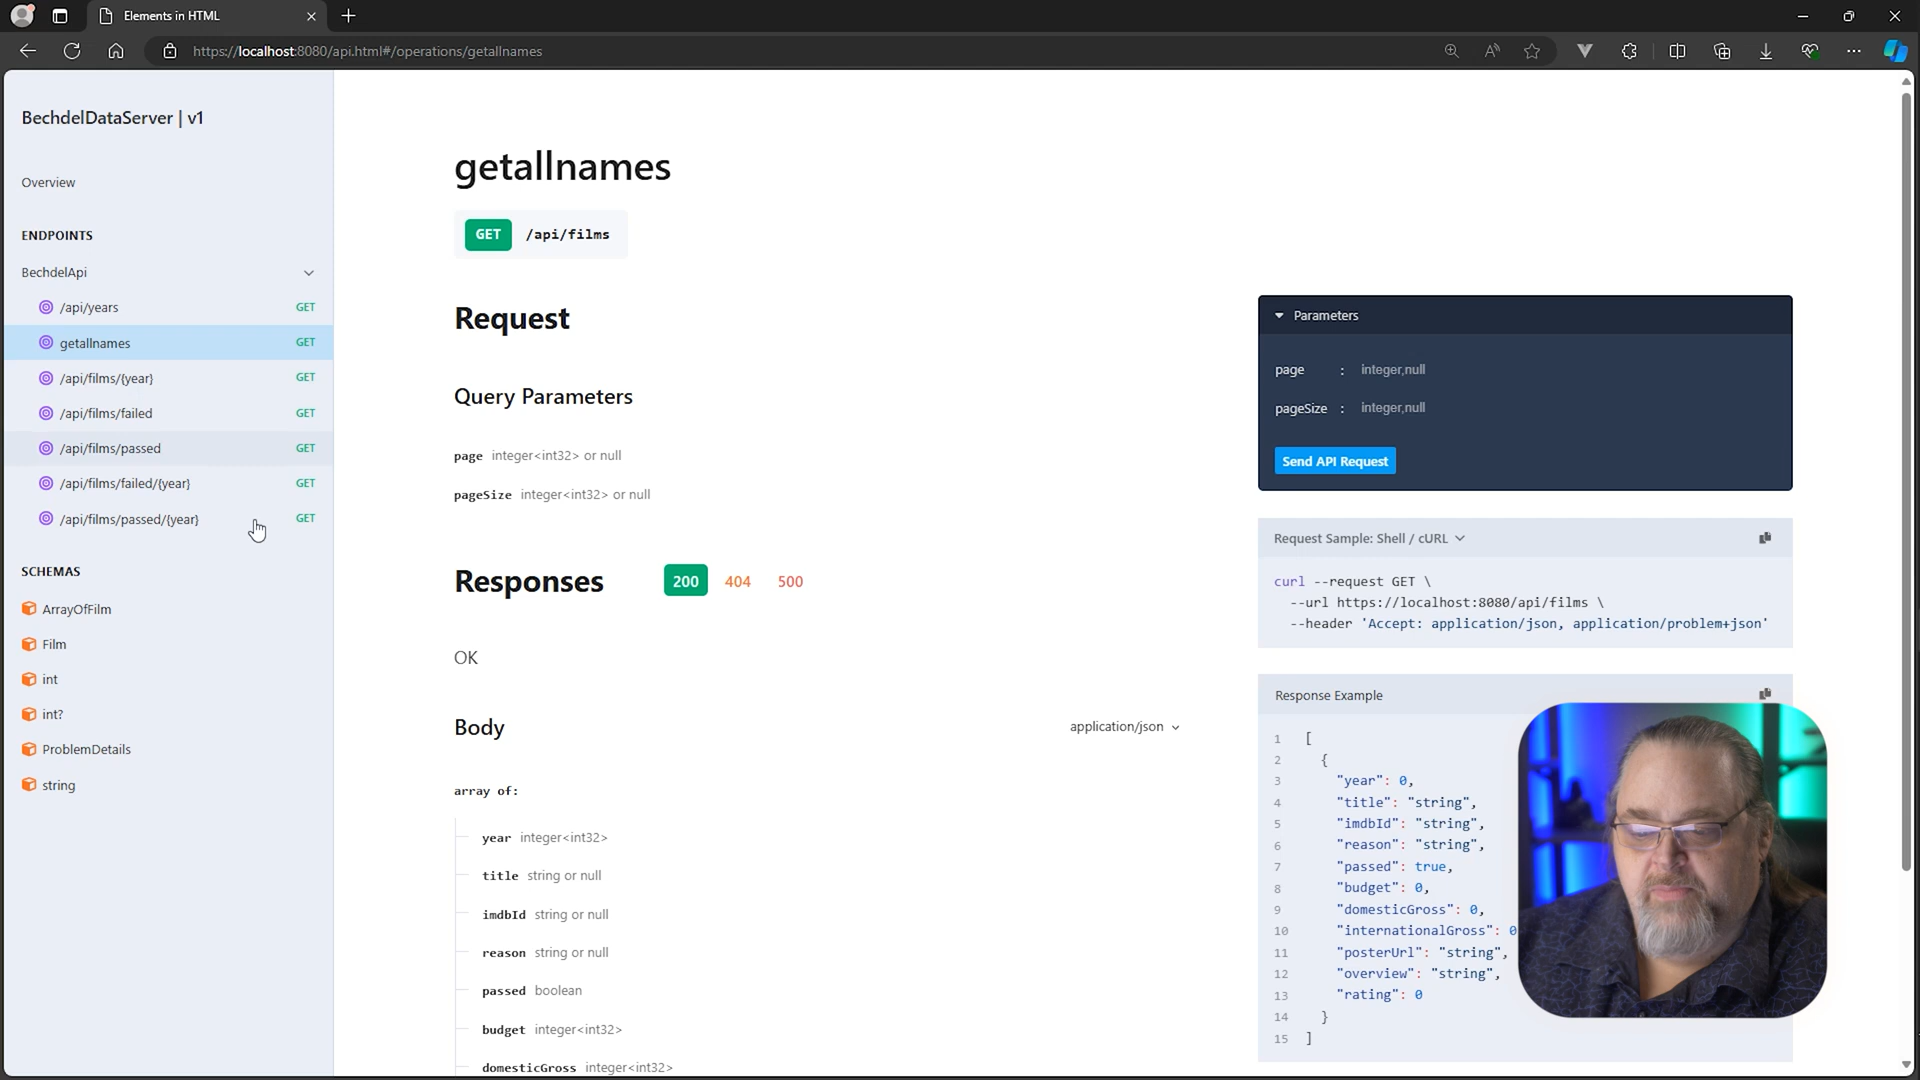 Elements in HTML
https://localhost:8080/api.html#/operations/getallnames
BechdelDataServer | v1
Overview
ENDPOINTS
BechdelApi
/api/years GET
getallnames GET
/api/films/{year} GET
/api/films/failed GET
/api/films/passed GET
/api/films/failed/{year} GET
/api/films/passed/{year} GET
SCHEMAS
ArrayOfFilm
Film
int
int?
ProblemDetails
string
getallnames
GET /api/films
Request
Query Parameters
page integer<int32> or null
pageSize integer<int32> or null
Responses 200 404 500
OK
Body application/json
array of:
year integer<int32>
title string or null
imdbId string or null
reason string or null
passed boolean
budget integer<int32>
domesticGross integer<int32>
Parameters
page : integer,null
pageSize : integer,null
Send API Request
Request Sample: Shell / cURL
curl --request GET \
--url https://localhost:8080/api/films \
--header 'Accept: application/json, application/problem+json'
Response Example
1 [
2 {
3 "year": 0,
4 "title": "string",
5 "imdbId": "string",
6 "reason": "string",
7 "passed": true,
8 "budget": 0,
9 "domesticGross": 0,
10 "internationalGross": 0
11 "posterUrl": "string",
12 "overview": "string",
13 "rating": 0
14 }
15 ]